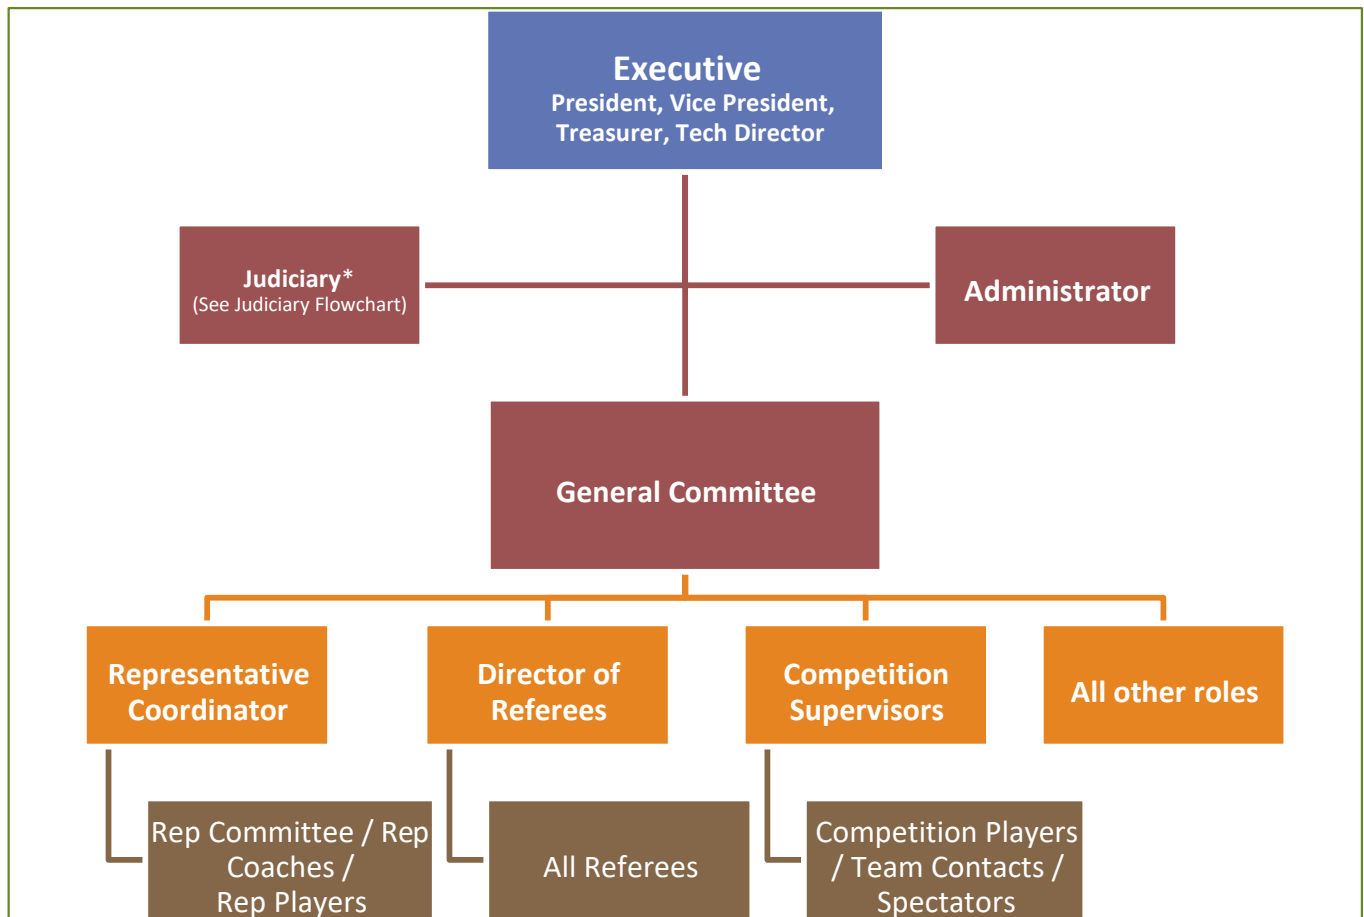 Executive
President, Vice President,
Treasurer, Tech Director
Judiciary*
(See Judiciary Flowchart)
Administrator
General Committee
Representative
Coordinator
Director of
Referees
Competition
Supervisors
All other roles
Rep Committee / Rep
Coaches /
Rep Players
All Referees
Competition Players
/ Team Contacts /
Spectators